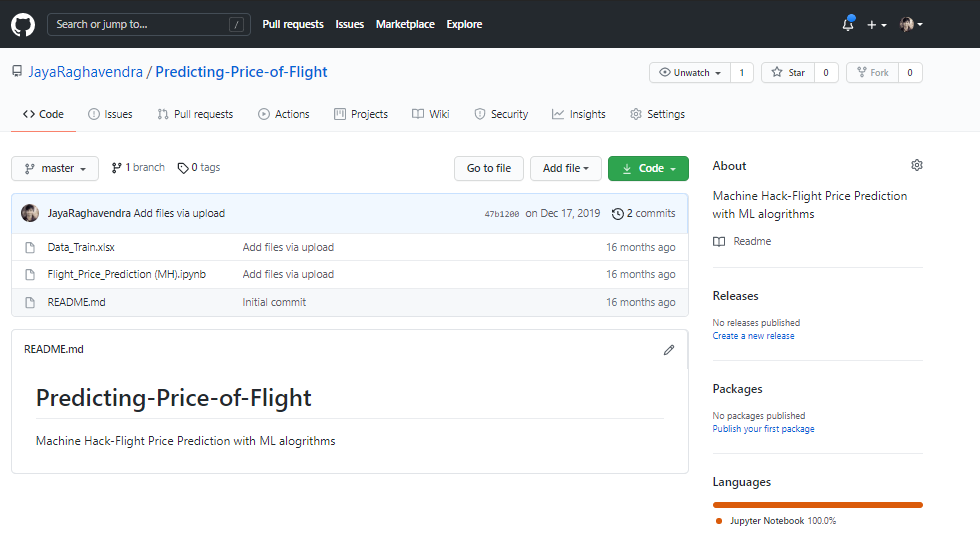 Search or jump to... / Pull requests Issues Marketplace Explore
JayaRaghavendra / Predicting-Price-of-Flight Unwatch 1 Star 0 Fork 0
Code Issues Pull requests Actions Projects Wiki Security Insights Settings
master 1 branch 0 tags Go to file Add file Code
JayaRaghavendra Add files via upload 47b1200 on Dec 17, 2019 2 commits
Data_Train.xlsx Add files via upload 16 months ago
Flight_Price_Prediction (MH).ipynb Add files via upload 16 months ago
README.md Initial commit 16 months ago
README.md
Predicting-Price-of-Flight
Machine Hack-Flight Price Prediction with ML alogrithms
About
Machine Hack-Flight Price Prediction
with ML alogrithms
Readme
Releases
No releases published
Create a new release
Packages
No packages published
Publish your first package
Languages
Jupyter Notebook 100.0%